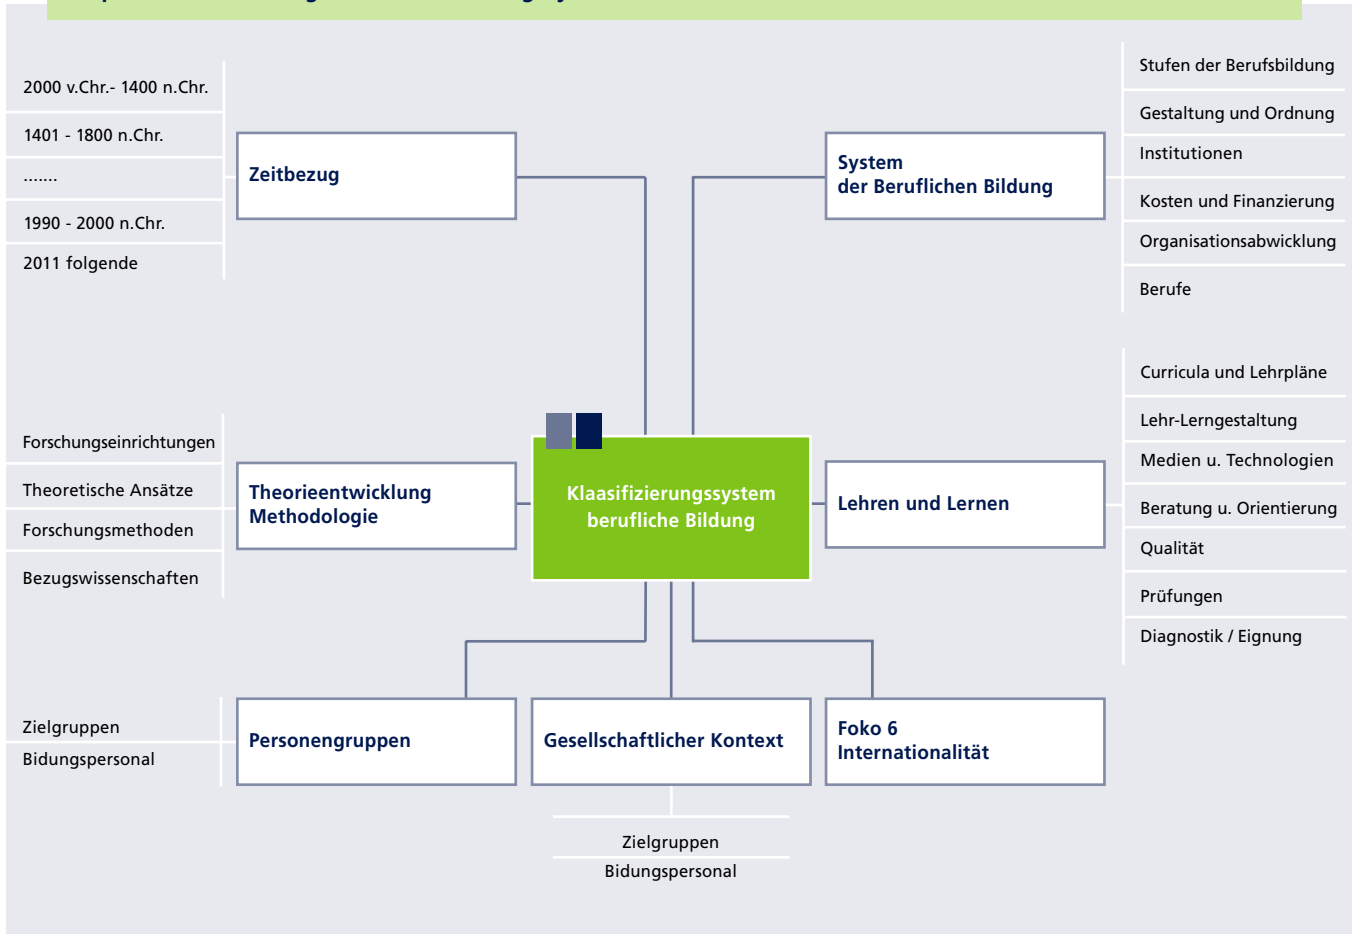 2000 v.Chr.- 1400 n.Chr.
1401 - 1800 n.Chr.
.......
1990 - 2000 n.Chr.
2011 folgende
Zeitbezug
System
der Beruflichen Bildung
Stufen der Berufsbildung
Gestaltung und Ordnung
Institutionen
Kosten und Finanzierung
Organisationsabwicklung
Berufe
Forschungseinrichtungen
Theoretische Ansätze
Forschungsmethoden
Bezugswissenschaften
Theorieentwicklung
Methodologie
Klaasifizierungssystem
berufliche Bildung
Lehren und Lernen
Curricula und Lehrpläne
Lehr-Lerngestaltung
Medien u. Technologien
Beratung u. Orientierung
Qualität
Prüfungen
Diagnostik / Eignung
Zielgruppen
Bidungspersonal
Personengruppen
Gesellschaftlicher Kontext
Foko 6
Internationalität
Zielgruppen
Bidungspersonal